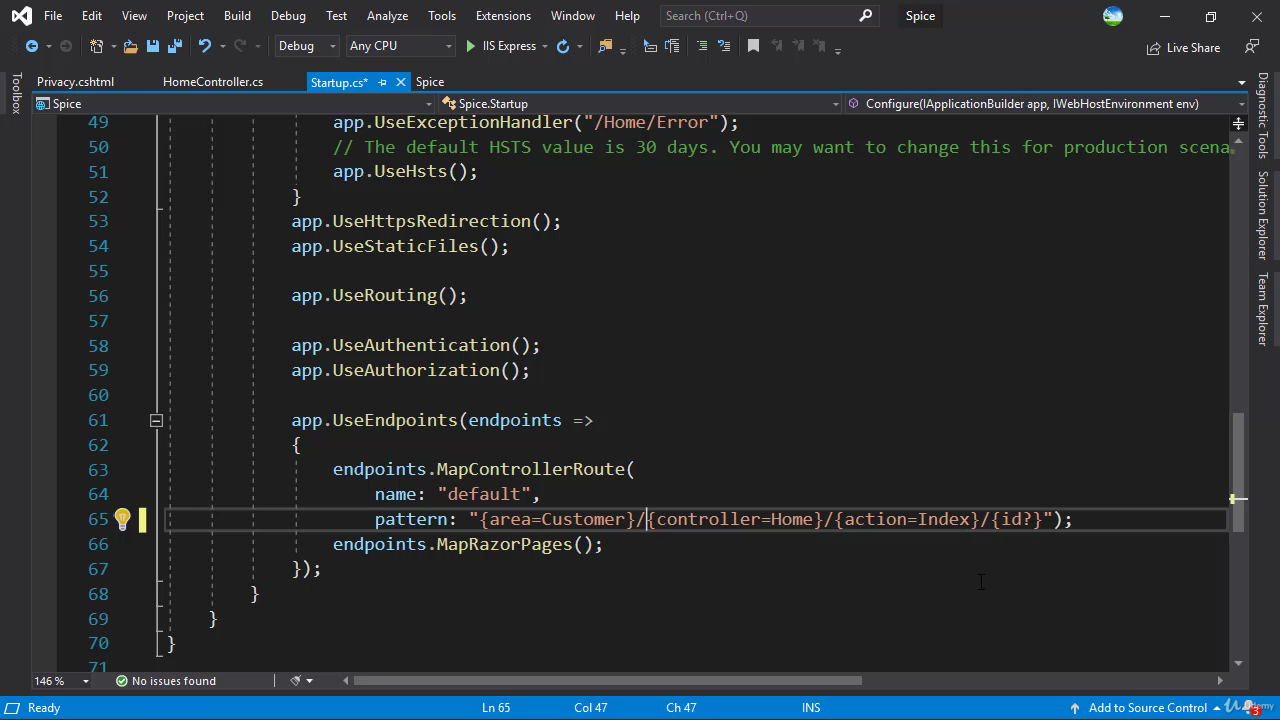 File Edit View Project Build Debug Test Analyze Tools Extensions Window Help Search (Ctrl+Q) Spice
Debug Any CPU IIS Express Live Share
Privacy.cshtml HomeController.cs Startup.cs* Spice
Spice Spice.Startup Configure(IApplicationBuilder app, IWebHostEnvironment env)
Toolbox
Diagnostic Tools
Solution Explorer
Team Explorer
49 app.UseExceptionHandler("/Home/Error");
50 // The default HSTS value is 30 days. You may want to change this for production scena
51 app.UseHsts();
52 }
53 app.UseHttpsRedirection();
54 app.UseStaticFiles();
55
56 app.UseRouting();
57
58 app.UseAuthentication();
59 app.UseAuthorization();
60
61 app.UseEndpoints(endpoints =>
62 {
63 endpoints.MapControllerRoute(
64 name: "default",
65 pattern: "{area=Customer}/{controller=Home}/{action=Index}/{id?}");
66 endpoints.MapRazorPages();
67 });
68 }
69 }
70 }
71
146 % No issues found
Ready Ln 65 Col 47 Ch 47 INS Add to Source Control 3
Udemy